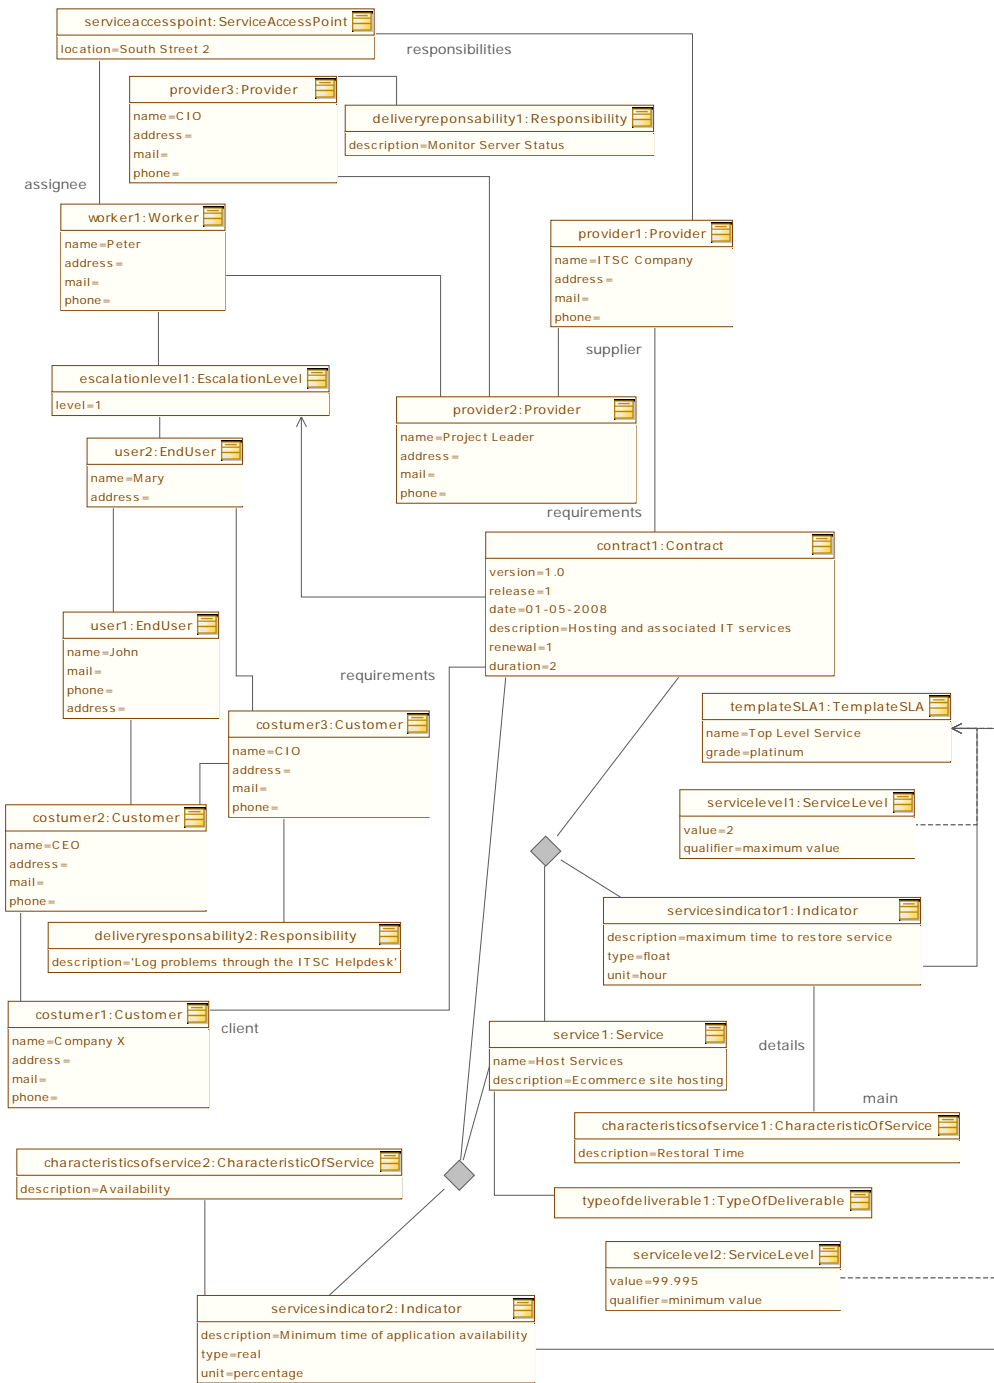 serviceaccesspoint:ServiceAccessPoint
location=South Street 2
responsibilities
provider3:Provider
name=CIO
address=
mail=
phone=
deliveryreponsability1:Responsibility
description=Monitor Server Status
assignee
worker1:Worker
name=Peter
address=
mail=
phone=
provider1:Provider
name=ITSC Company
address=
mail=
phone=
supplier
escalationlevel1:EscalationLevel
level=1
provider2:Provider
name=Project Leader
address=
mail=
phone=
user2:EndUser
name=Mary
address=
requirements
contract1:Contract
version=1.0
release=1
date=01-05-2008
description=Hosting and associated IT services
renewal=1
duration=2
user1:EndUser
name=John
mail=
phone=
address=
requirements
costumer3:Customer
name=CIO
address=
mail=
phone=
templateSLA1:TemplateSLA
name=Top Level Service
grade=platinum
servicelevel1:ServiceLevel
value=2
qualifier=maximum value
costumer2:Customer
name=CEO
address=
mail=
phone=
servicesindicator1:Indicator
description=maximum time to restore service
type=float
unit=hour
deliveryresponsability2:Responsibility
description='Log problems through the ITSC Helpdesk'
costumer1:Customer
name=Company X
address=
mail=
phone=
client
service1:Service
name=Host Services
description=Ecommerce site hosting
details
main
characteristicsofservice1:CharacteristicOfService
description=Restoral Time
characteristicsofservice2:CharacteristicOfService
description=Availability
typeofdeliverable1:TypeOfDeliverable
servicelevel2:ServiceLevel
value=99.995
qualifier=minimum value
servicesindicator2:Indicator
description=Minimum time of application availability
type=real
unit=percentage